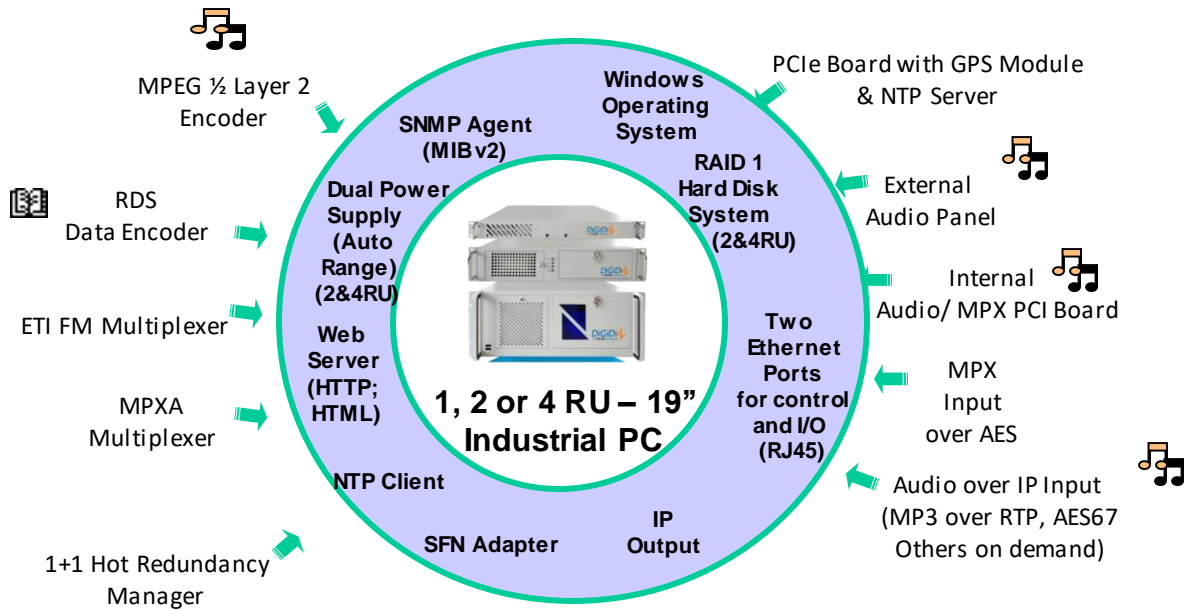 MPEG ½ Layer 2
Encoder
RDS
Data Encoder
ETI FM Multiplexer
MPXA
Multiplexer
1+1 Hot Redundancy
Manager
SNMP Agent
(MIBv2)
Dual Power
Supply
(Auto
Range)
(2&4RU)
Web
Server
(HTTP;
HTML)
NTP Client
SFN Adapter
IP
Output
Windows
Operating
System
RAID 1
Hard Disk
System
(2&4RU)
Two
Ethernet
Ports
for control
and I/O
(RJ45)
DiGiDia
DiGiDia
DiGiDia
1, 2 or 4 RU – 19”
Industrial PC
PCIe Board with GPS Module
& NTP Server
External
Audio Panel
Internal
Audio/ MPX PCI Board
MPX
Input
over AES
Audio over IP Input
(MP3 over RTP, AES67
Others on demand)